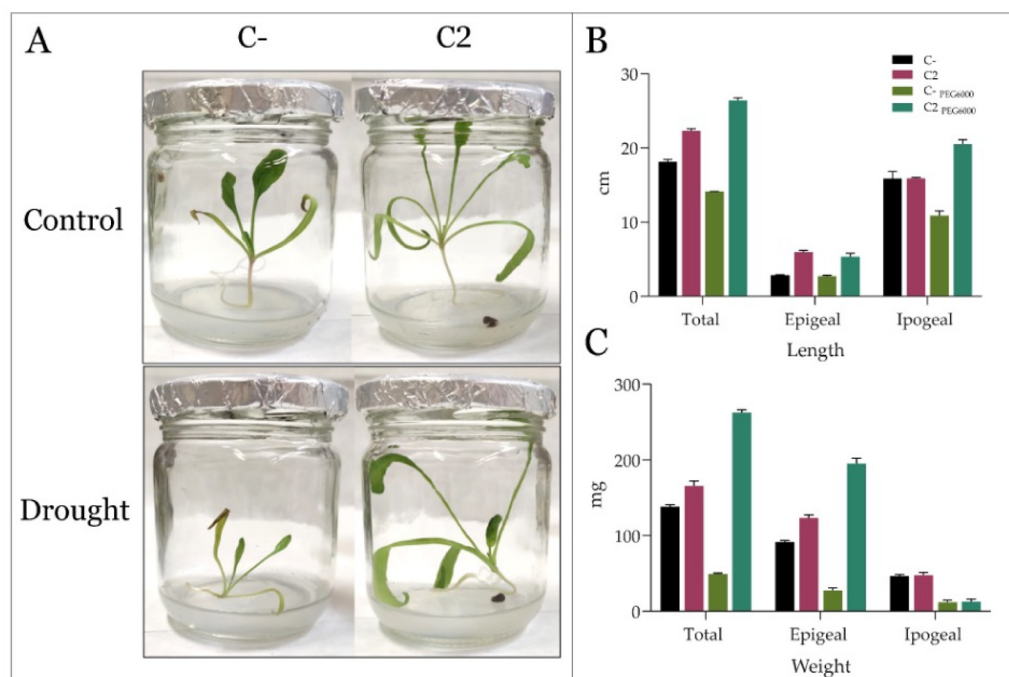 A
C-
C2
Control
Drought
B
C-
C2
C- PEG6000
C2 PEG6000
30
20
10
0
cm
Total
Epigeal
Ipogeal
Length
C
300
200
100
0
mg
Total
Epigeal
Ipogeal
Weight